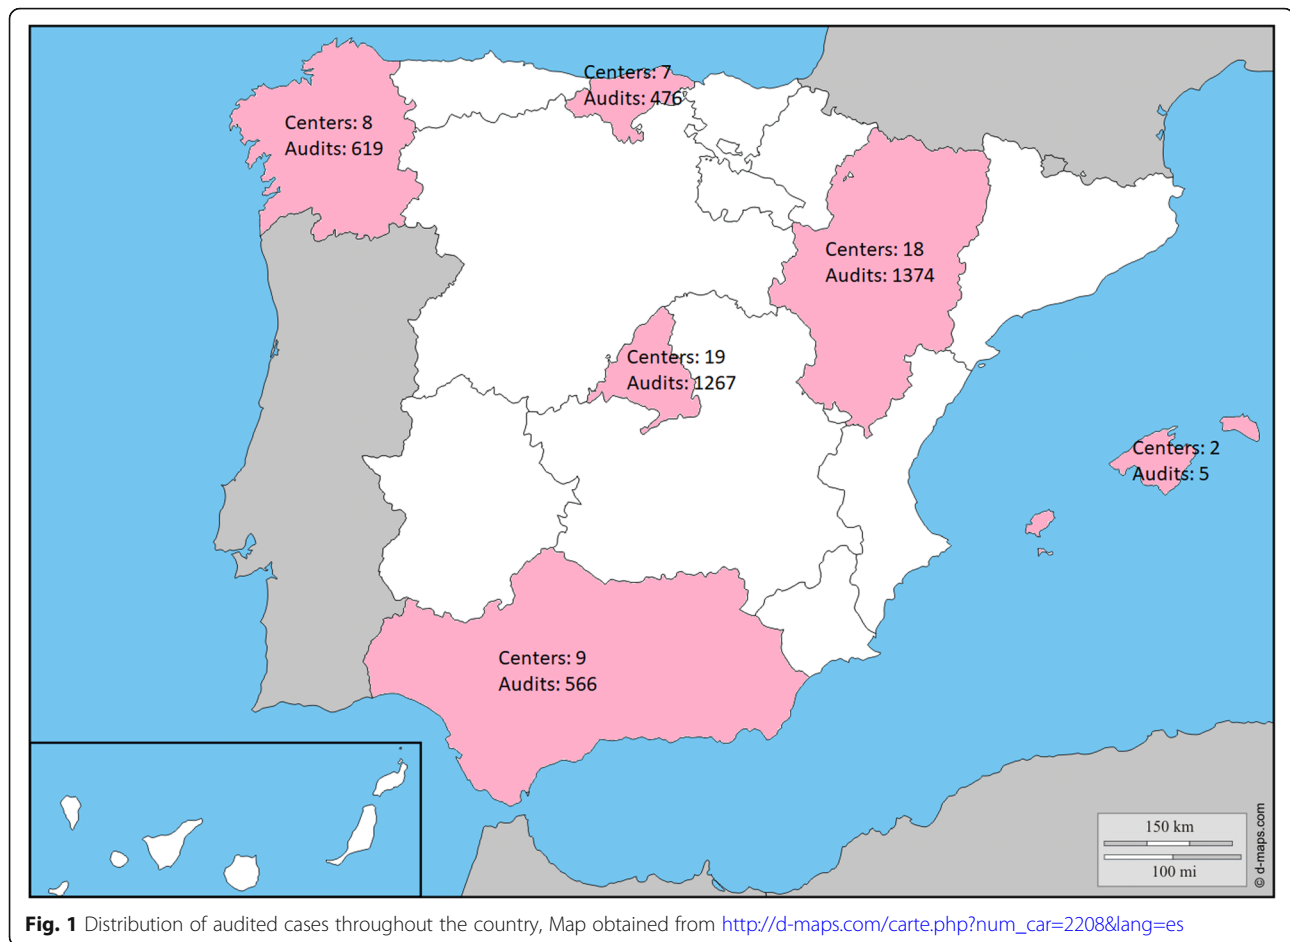 Centers: 7
Audits: 476
Centers: 8
Audits: 619
Centers: 18
Audits: 1374
Centers: 19
Audits: 1267
Centers: 2
Audits: 5
Centers: 9
Audits: 566
150 km
100 mi
© d-maps.com
Fig. 1 Distribution of audited cases throughout the country, Map obtained from http://d-maps.com/carte.php?num_car=2208&lang=es